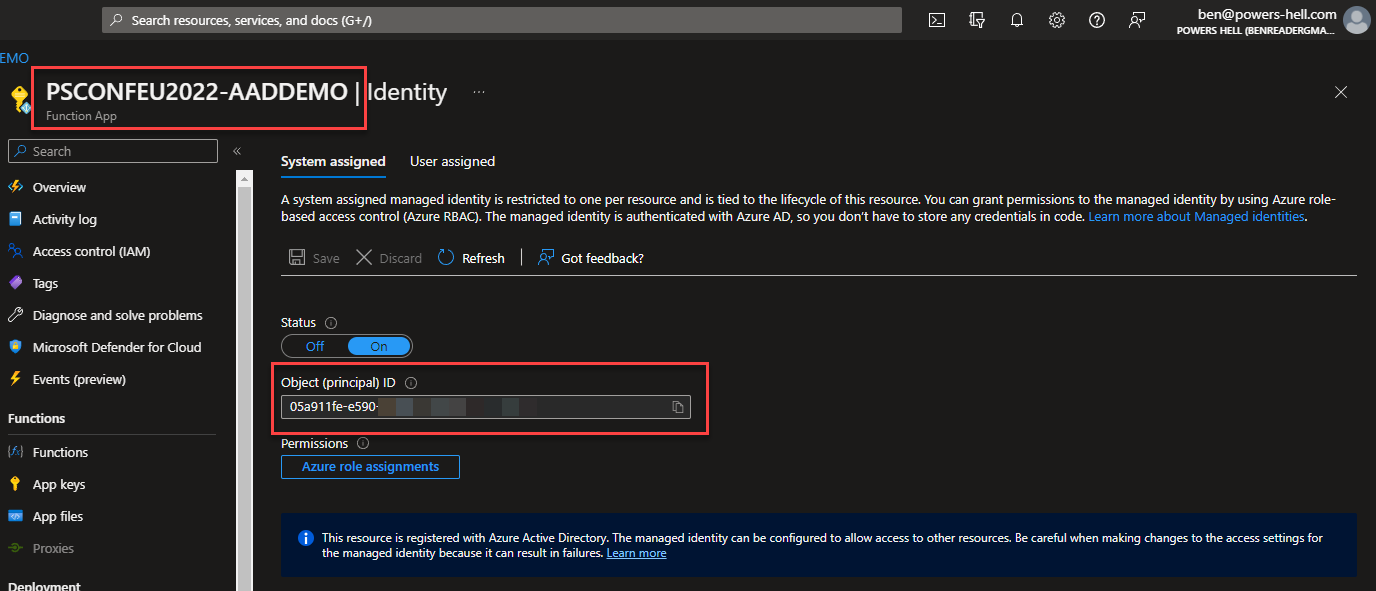 Search resources, services, and docs (G+/)
ben@powers-hell.com
POWERS HELL (BENREADERGMA...
EMO
PSCONFEU2022-AADDEMO | Identity ...
Function App
Search
«
System assigned
User assigned
Overview
Activity log
Access control (IAM)
Tags
Diagnose and solve problems
Microsoft Defender for Cloud
Events (preview)
Functions
Functions
App keys
App files
Proxies
Deployment
A system assigned managed identity is restricted to one per resource and is tied to the lifecycle of this resource. You can grant permissions to the managed identity by using Azure role-
based access control (Azure RBAC). The managed identity is authenticated with Azure AD, so you don't have to store any credentials in code. Learn more about Managed identities.
Save
Discard
Refresh
Got feedback?
Status
Off
On
Object (principal) ID
05a911fe-e590-
Permissions
Azure role assignments
This resource is registered with Azure Active Directory. The managed identity can be configured to allow access to other resources. Be careful when making changes to the access settings for
the managed identity because it can result in failures. Learn more